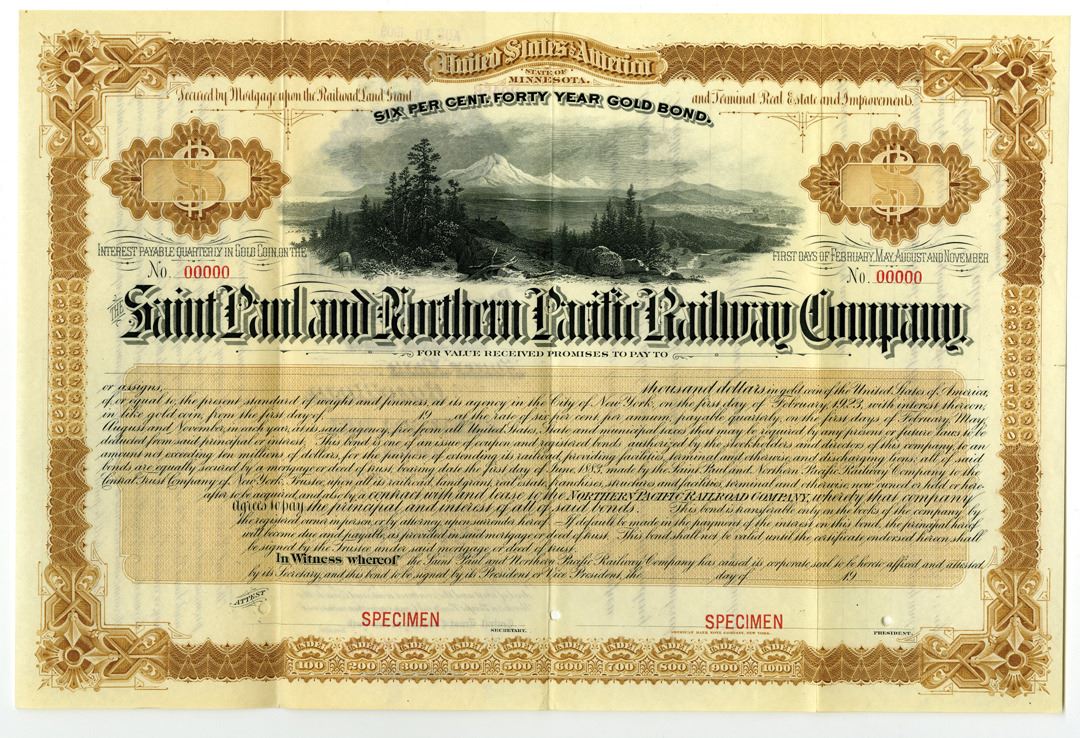 United States of America
STATE OF
MINNESOTA.
Secured by Mortgage upon the Railroad, Land Grant and Terminal Real Estate and Improvements.
SIX PER CENT. FORTY YEAR GOLD BOND.
$ $
INTEREST PAYABLE QUARTERLY IN GOLD COIN, ON THE FIRST DAYS OF FEBRUARY, MAY, AUGUST AND NOVEMBER
No. 00000 No. 00000
THE Saint Paul and Northern Pacific Railway Company.
FOR VALUE RECEIVED PROMISES TO PAY TO
or assigns, thousand dollars in gold coin of the United States of America,
of, or equal to, the present standard of weight and fineness, at its agency in the City of New York, on the first day of February, 1923, with interest thereon,
in like gold coin, from the first day of 19 at the rate of six per cent. per annum, payable quarterly, on the first days of February, May,
August and November, in each year, at its said agency, free from all United States, State and municipal taxes that may be required by any present or future laws to be
deducted from said principal or interest. This bond is one of an issue of coupon and registered bonds authorized by the stockholders and directors of this company, to an
amount not exceeding ten millions of dollars, for the purpose of extending its railroad, providing facilities, terminal and otherwise, and discharging liens; all of said
bonds are equally secured by a mortgage or deed of trust, bearing date the first day of June 1883, made by the Saint Paul and Northern Pacific Railway Company to the
Central Trust Company of New York, Trustee, upon all its railroad, land grant, real estate, franchises, structures and facilities, terminal and otherwise, now owned or held or here-
after to be acquired, and also by a contract with and lease to the NORTHERN PACIFIC RAILROAD COMPANY, whereby that company
agrees to pay the principal and interest of all of said bonds. This bond is transferable only on the books of the company by
the registered owner in person, or by attorney, upon surrender hereof. If default be made in the payment of the interest on this bond, the principal hereof
will become due and payable, as provided in said mortgage or deed of trust. This bond shall not be valid until the certificate endorsed hereon shall
be signed by the Trustee under said mortgage or deed of trust.
In Witness whereof the Saint Paul and Northern Pacific Railway Company has caused its corporate seal to be hereto affixed and attested
by its Secretary, and this bond to be signed by its President or Vice President, the day of 19
ATTEST
SPECIMEN SPECIMEN
SECRETARY. AMERICAN BANK NOTE COMPANY, NEW YORK. PRESIDENT.
100 200 300 400 500 600 700 800 900 1000